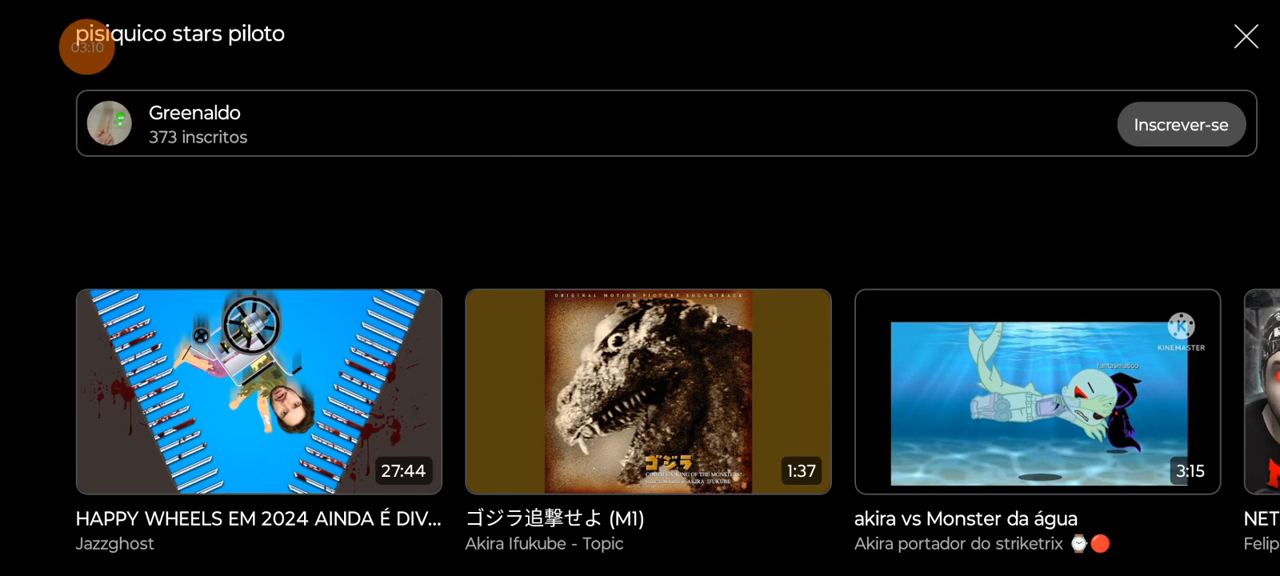 pisiquico stars piloto
03:10
Greenaldo
373 inscritos
Inscrever-se
ORIGINAL MOTION PICTURE SOUNDTRACK
ゴジラ
27:44
1:37
KINEMASTER
fantasmático
3:15
HAPPY WHEELS EM 2024 AINDA É DIV...
Jazzghost
ゴジラ追撃せよ (M1)
Akira Ifukube - Topic
akira vs Monster da água
Akira portador do striketrix ⌚🔴
NET
Felip